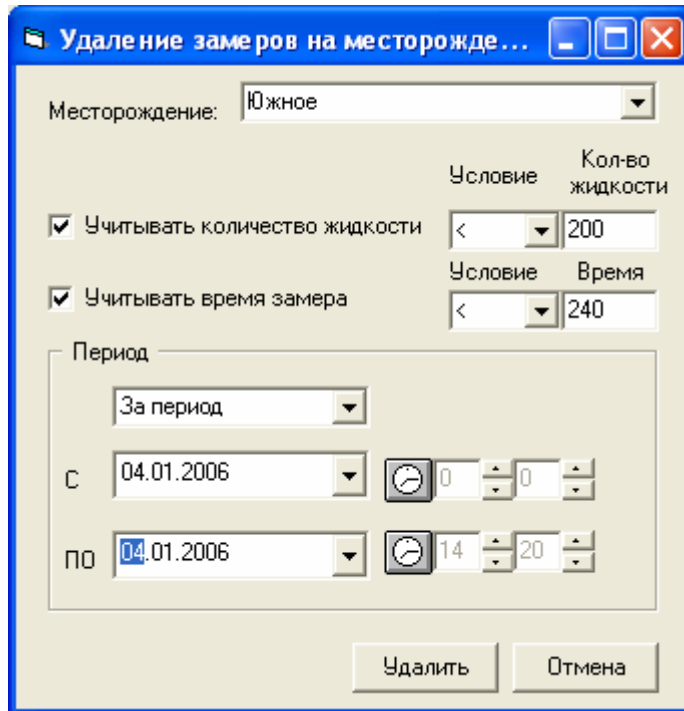 Удаление замеров на месторожде...
Месторождение: Южное
Условие Кол-во жидкости
Учитывать количество жидкости < 200
Условие Время
Учитывать время замера < 240
Период
За период
С 04.01.2006 0 0
ПО 04.01.2006 14 20
Удалить Отмена